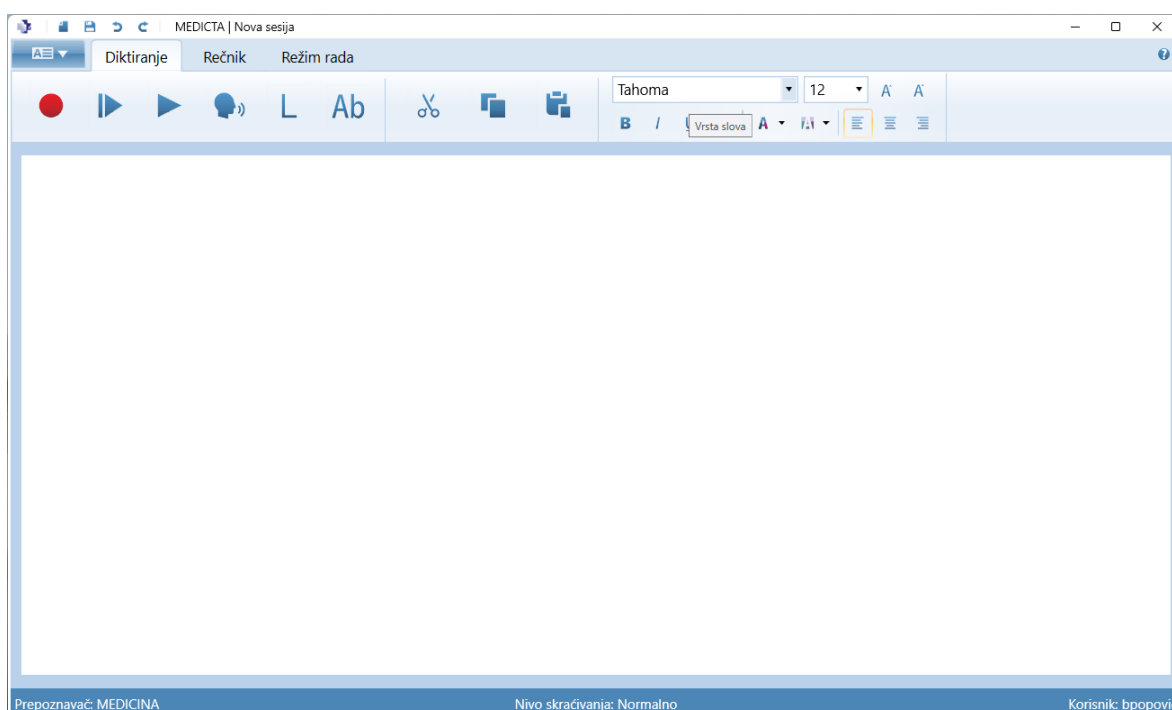 MEDICTA | Nova sesija
Diktiranje Rečnik Režim rada
L Ab
Tahoma 12 A A
B I Vrsta slova A
Prepoznavač: MEDICINA Nivo skraćivanja: Normalno Korisnik: bpopovi